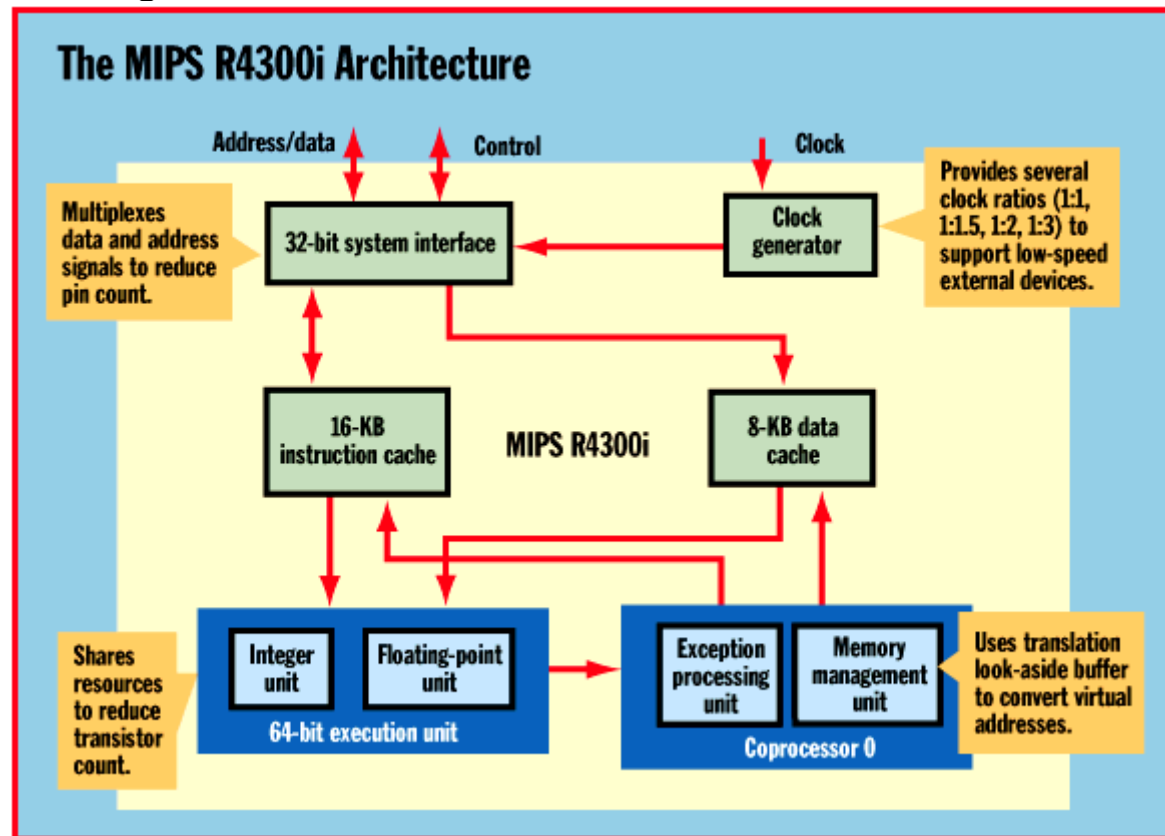 The MIPS R4300i Architecture
Address/data
Control
Clock
Multiplexes
data and address
signals to reduce
pin count.
32-bit system interface
Clock
generator
Provides several
clock ratios (1:1,
1:1.5, 1:2, 1:3) to
support low-speed
external devices.
16-KB
instruction cache
MIPS R4300i
8-KB data
cache
Shares
resources
to reduce
transistor
count.
Integer
unit
Floating-point
unit
64-bit execution unit
Exception
processing
unit
Memory
management
unit
Coprocessor 0
Uses translation
look-aside buffer
to convert virtual
addresses.